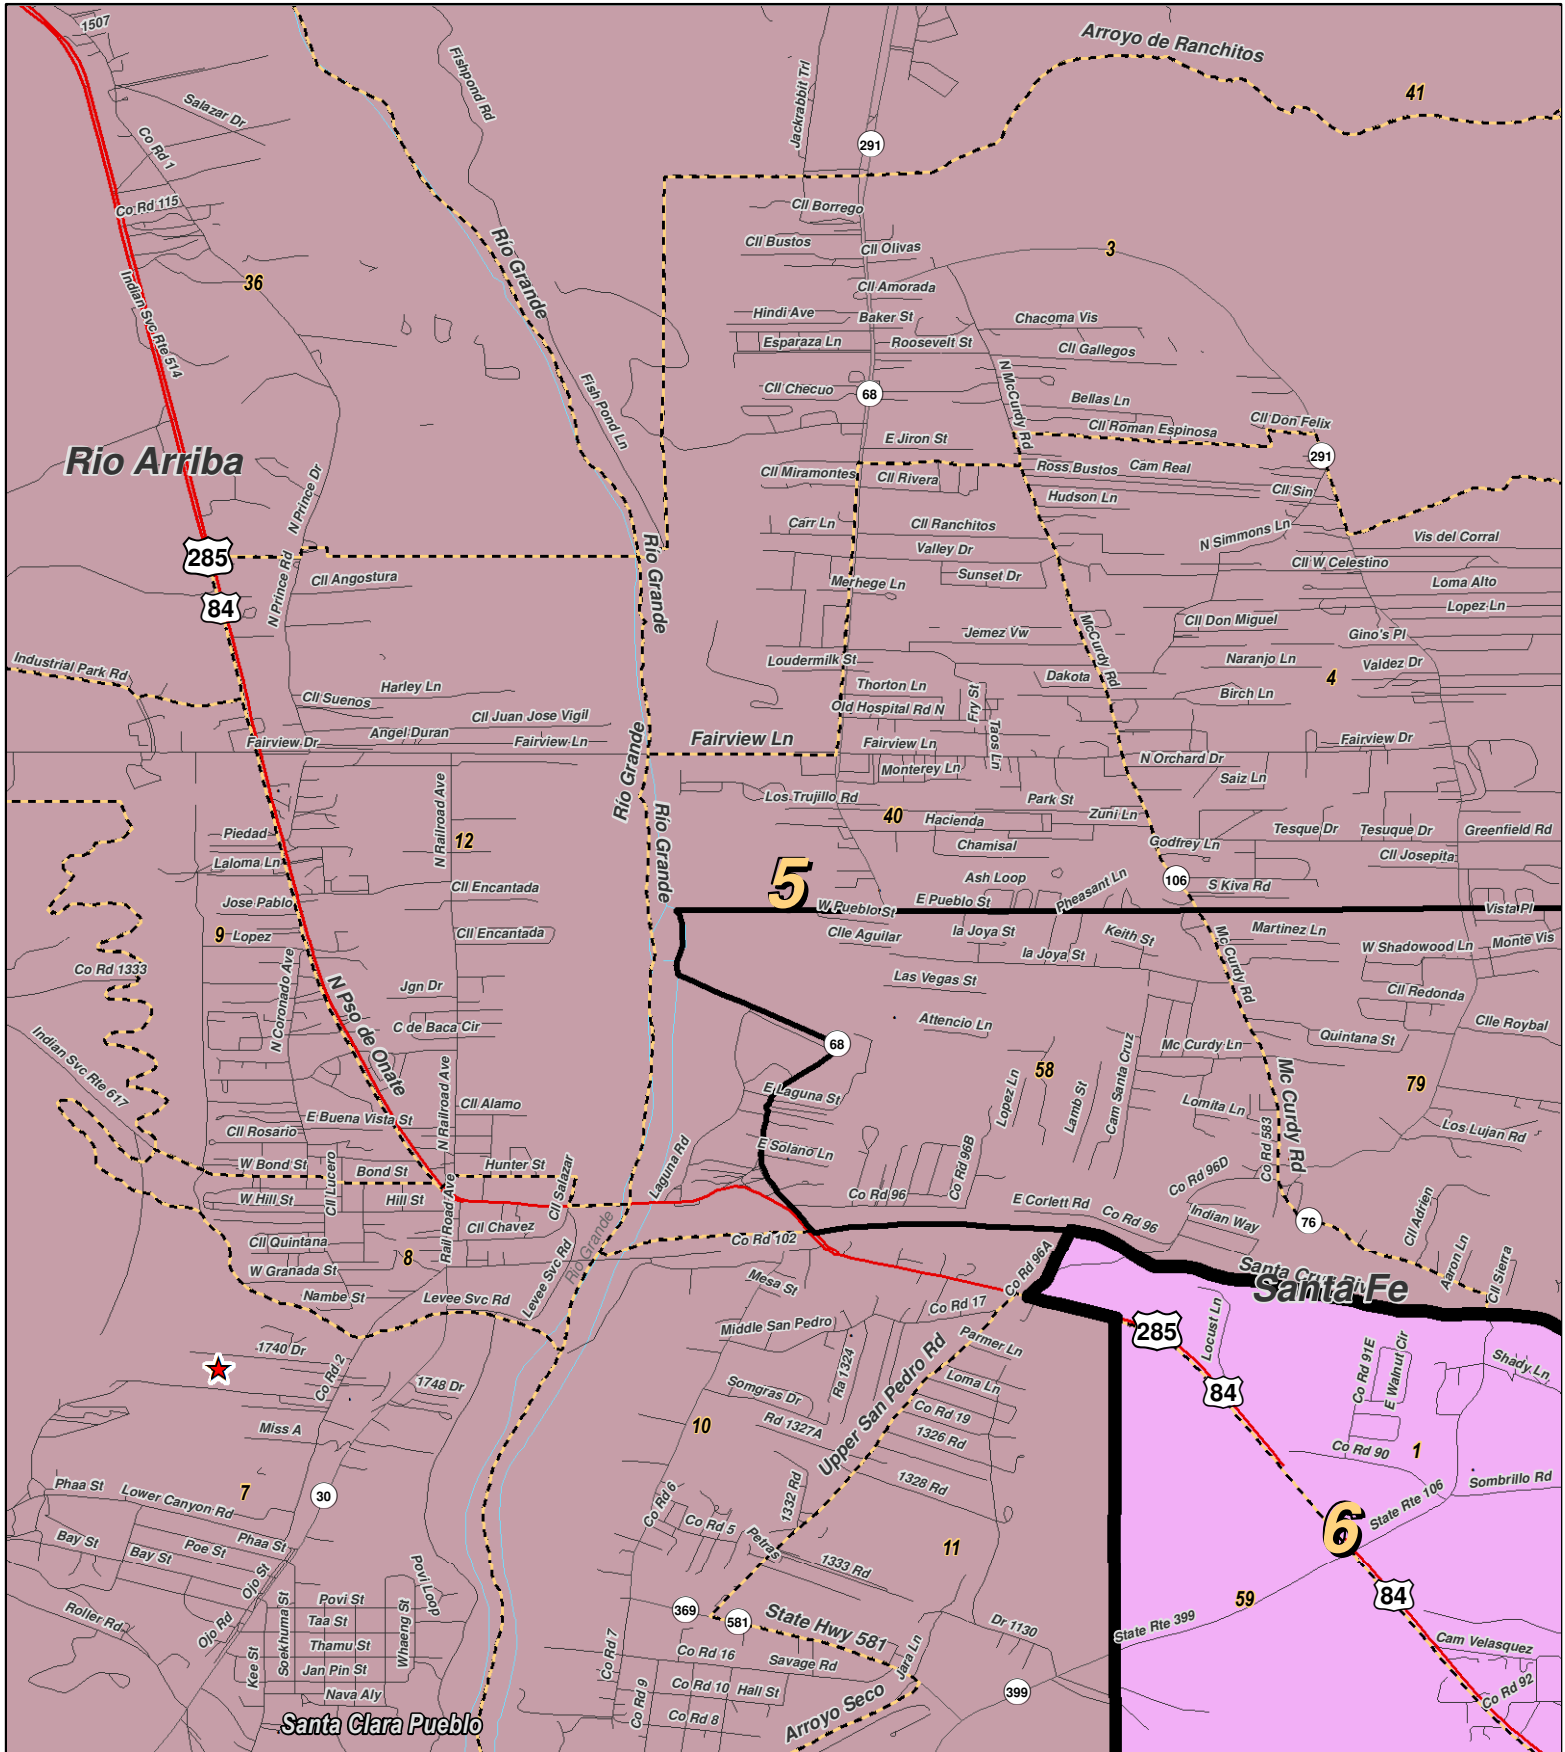 1507
Fishpond Rd
Arroyo de Ranchitos
Jackrabbit Trl
41
Salazar Dr
Co Rd 1
291
Co Rd 115
Cll Borrego
Cll Bustos
Cll Olivas
3
Rio Grande
36
Indian Svc Rte 514
Cll Amorada
Hindi Ave
Baker St
Chacoma Vis
Esparaza Ln
Roosevelt St
Cll Gallegos
Fish Pond Ln
Cll Checuo
68
N McCurdy Rd
Bellas Ln
Cll Don Felix
Cll Roman Espinosa
E Jiron St
291
Rio Arriba
Cll Miramontes
Cll Rivera
Ross Bustos
Cam Real
N Prince Dr
Hudson Ln
Cll Sin
Carr Ln
Cll Ranchitos
N Simmons Ln
Vis del Corral
285
Rio Grande
Valley Dr
Cll W Celestino
N Prince Rd
Cll Angostura
Merhege Ln
Sunset Dr
Loma Alto
84
Lopez Ln
Cll Don Miguel
Jemez Vw
McCurdy Rd
Gino's Pl
Industrial Park Rd
Loudermilk St
Naranjo Ln
Valdez Dr
Harley Ln
Thorton Ln
Dakota
4
Cll Suenos
Fry St
Birch Ln
Cll Juan Jose Vigil
Old Hospital Rd N
Angel Duran
Fairview Dr
Fairview Ln
Rio Grande
Fairview Ln
Fairview Ln
Taos Ln
Fairview Dr
N Orchard Dr
Monterey Ln
Saiz Ln
N Railroad Ave
Los Trujillo Rd
Park St
Rio Grande
40
Hacienda
Zuni Ln
Piedad
12
Tesque Dr
Tesuque Dr
Greenfield Rd
Laloma Ln
Chamisal
Godfrey Ln
Cll Josepita
Cll Encantada
5
Ash Loop
Pheasant Ln
106
S Kiva Rd
Jose Pablo
W Pueblo St
E Pueblo St
Vista Pl
9
Lopez
Cll Encantada
Clle Aguilar
la Joya St
Keith St
Martinez Ln
W Shadowood Ln
Monte Vis
Co Rd 1333
la Joya St
Mc Curdy Rd
N Coronado Ave
N Pso de Onate
Jgn Dr
Las Vegas St
Cll Redonda
C de Baca Cir
Attencio Ln
Clle Roybal
Indian Svc Rte 617
68
Mc Curdy Ln
Quintana St
N Railroad Ave
58
Cam Santa Cruz
79
E Laguna St
Lopez Ln
Lamb St
Lomita Ln
Mc Curdy Rd
Cll Alamo
E Buena Vista St
Cll Rosario
E Solano Ln
Co Rd 583
Los Lujan Rd
W Bond St
Bond St
Hunter St
Laguna Rd
Co Rd 96B
Co Rd 96D
Cll Lucero
W Hill St
Hill St
Cll Salazar
Co Rd 96
E Corlett Rd
Co Rd 96
Indian Way
76
Cll Adrien
Rail Road Ave
Cll Chavez
Cll Quintana
Rio Grande
Co Rd 102
Co Rd 96A
Aaron Ln
8
W Granada St
Levee Svc Rd
Mesa St
Santa Fe
Cll Sierra
Nambe St
Levee Svc Rd
Co Rd 17
Middle San Pedro
285
Locust Ln
1740 Dr
Parmer Ln
Co Rd 91E
E Walnut Cir
Shady Ln
Co Rd 2
1748 Dr
Ra 1324
Loma Ln
84
Somgras Dr
Miss A
Rd 1327A
Upper San Pedro Rd
Co Rd 19
10
1326 Rd
Co Rd 90
1
1328 Rd
Phaa St
Lower Canyon Rd
7
30
Co Rd 6
1332 Rd
Sombrillo Rd
State Rte 106
Co Rd 5
6
Bay St
Bay St
Poe St
Phaa St
Petras
11
1333 Rd
Ojo St
Povi Loop
84
Roller Rd
Povi St
59
Ojo Rd
Soekhuma St
Taa St
Whaeng St
369
581
State Hwy 581
Dr 1130
State Rte 399
Thamu St
Co Rd 7
Co Rd 16
Savage Rd
Jara Ln
Cam Velasquez
Kee St
Jan Pin St
Co Rd 10
Hall St
399
Nava Aly
Co Rd 9
Co Rd 8
Arroyo Seco
Co Rd 92
Santa Clara Pueblo